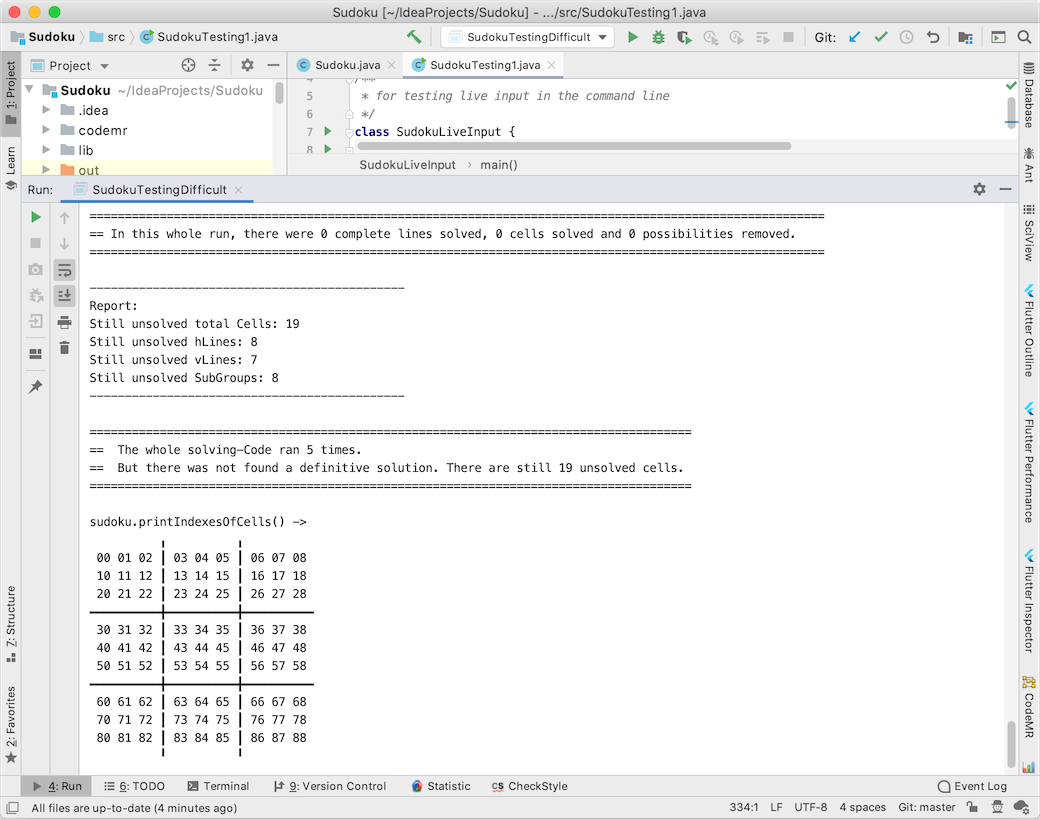 Sudoku [~/IdeaProjects/Sudoku] - .../src/SudokuTesting1.java
Sudoku src SudokuTesting1.java SudokuTestingDifficult Git:
1: Project
Learn
7: Structure
2: Favorites
Project
Sudoku ~/IdeaProjects/Sudoku
.idea
codemr
lib
out
Sudoku.java SudokuTesting1.java
4 /**
5 * for testing live input in the command line
6 */
7 class SudokuLiveInput {
8
SudokuLiveInput › main()
Run: SudokuTestingDifficult
=========================================================================================================
== In this whole run, there were 0 complete lines solved, 0 cells solved and 0 possibilities removed.
=========================================================================================================
---------------------------------------------
Report:
Still unsolved total Cells: 19
Still unsolved hLines: 8
Still unsolved vLines: 7
Still unsolved SubGroups: 8
---------------------------------------------
======================================================================================
==  The whole solving-Code ran 5 times.
==  But there was not found a definitive solution. There are still 19 unsolved cells.
======================================================================================
sudoku.printIndexesOfCells() ->
00 01 02 | 03 04 05 | 06 07 08
10 11 12 | 13 14 15 | 16 17 18
20 21 22 | 23 24 25 | 26 27 28
30 31 32 | 33 34 35 | 36 37 38
40 41 42 | 43 44 45 | 46 47 48
50 51 52 | 53 54 55 | 56 57 58
60 61 62 | 63 64 65 | 66 67 68
70 71 72 | 73 74 75 | 76 77 78
80 81 82 | 83 84 85 | 86 87 88
Database
Ant
SciView
Flutter Outline
Flutter Performance
Flutter Inspector
CodeMR
4: Run 6: TODO Terminal 9: Version Control Statistic CS CheckStyle Event Log
All files are up-to-date (4 minutes ago) 334:1 LF UTF-8 4 spaces Git: master